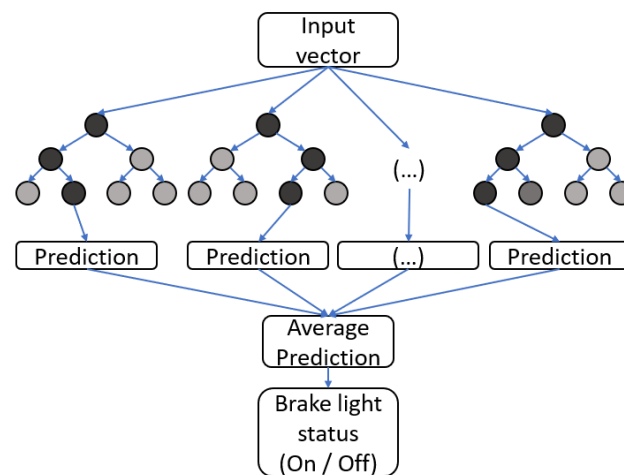 Input
vector
(...)
Prediction
Prediction
(...)
Prediction
Average
Prediction
Brake light
status
(On / Off)